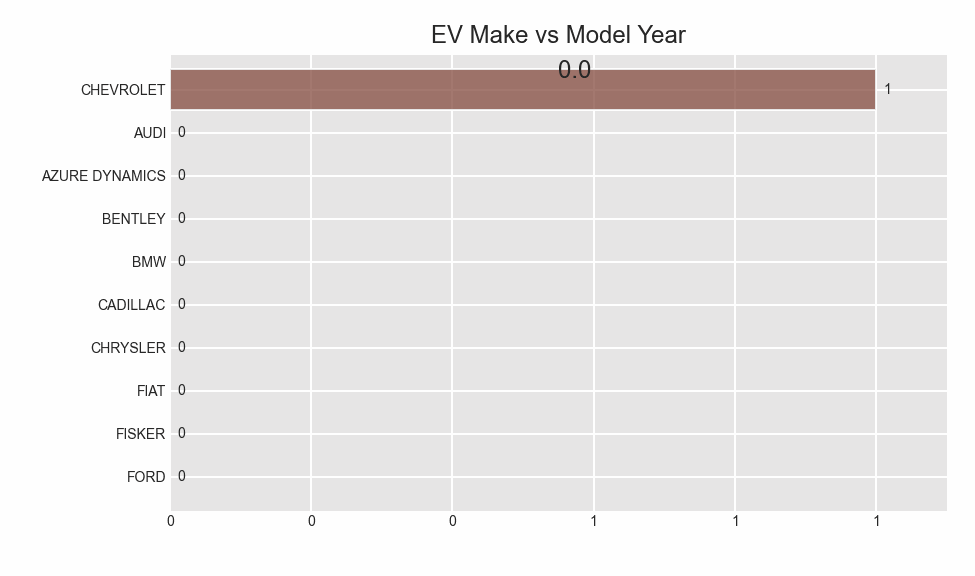 EV Make vs Model Year
0.0
CHEVROLET 1
AUDI 0
AZURE DYNAMICS 0
BENTLEY 0
BMW 0
CADILLAC 0
CHRYSLER 0
FIAT 0
FISKER 0
FORD 0
0 0 0 1 1 1